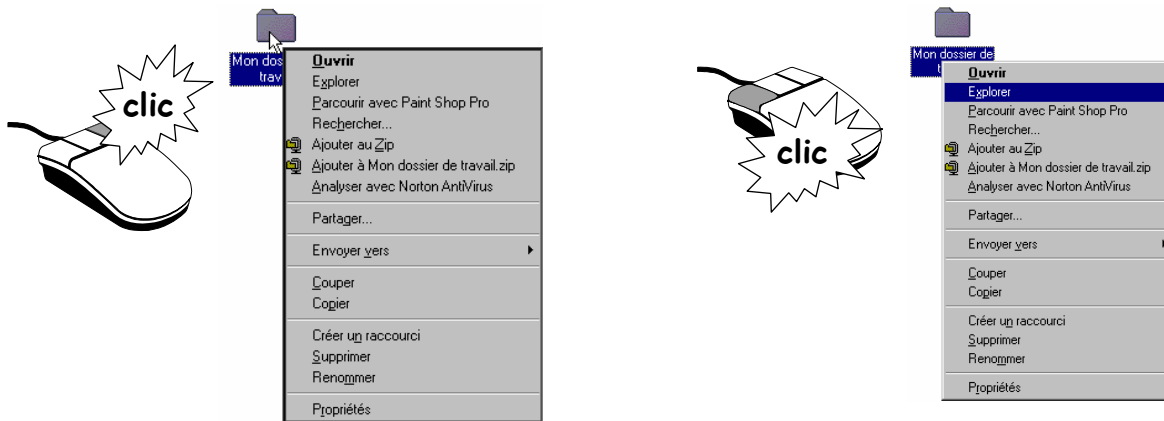 clic
Mon dos
trav
Ouvrir
Explorer
Parcourir avec Paint Shop Pro
Rechercher...
Ajouter au Zip
Ajouter à Mon dossier de travail.zip
Analyser avec Norton AntiVirus
Partager...
Envoyer vers
Couper
Copier
Créer un raccourci
Supprimer
Renommer
Propriétés
clic
Mon dossier de
t
Ouvrir
Explorer
Parcourir avec Paint Shop Pro
Rechercher...
Ajouter au Zip
Ajouter à Mon dossier de travail.zip
Analyser avec Norton AntiVirus
Partager...
Envoyer vers
Couper
Copier
Créer un raccourci
Supprimer
Renommer
Propriétés